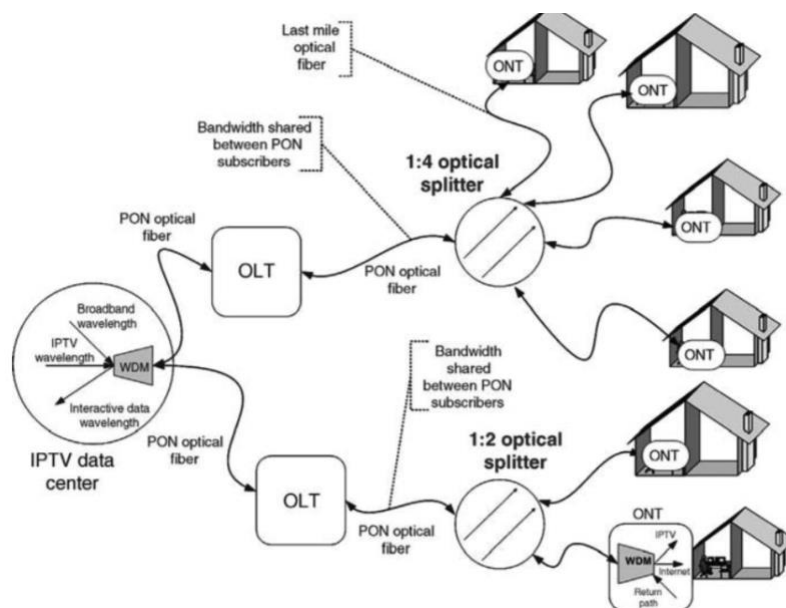 Last mile
optical
fiber
ONT
ONT
Bandwidth shared
between PON
subscribers
1:4 optical
splitter
PON optical
fiber
ONT
OLT
PON optical
fiber
Broadband
wavelength
IPTV
wavelength
WDM
Interactive data
wavelength
IPTV data
center
ONT
Bandwidth
shared
between PON
subscribers
PON optical
fiber
1:2 optical
splitter
ONT
OLT
PON optical
fiber
ONT
WDM
IPTV
Internet
Return
path